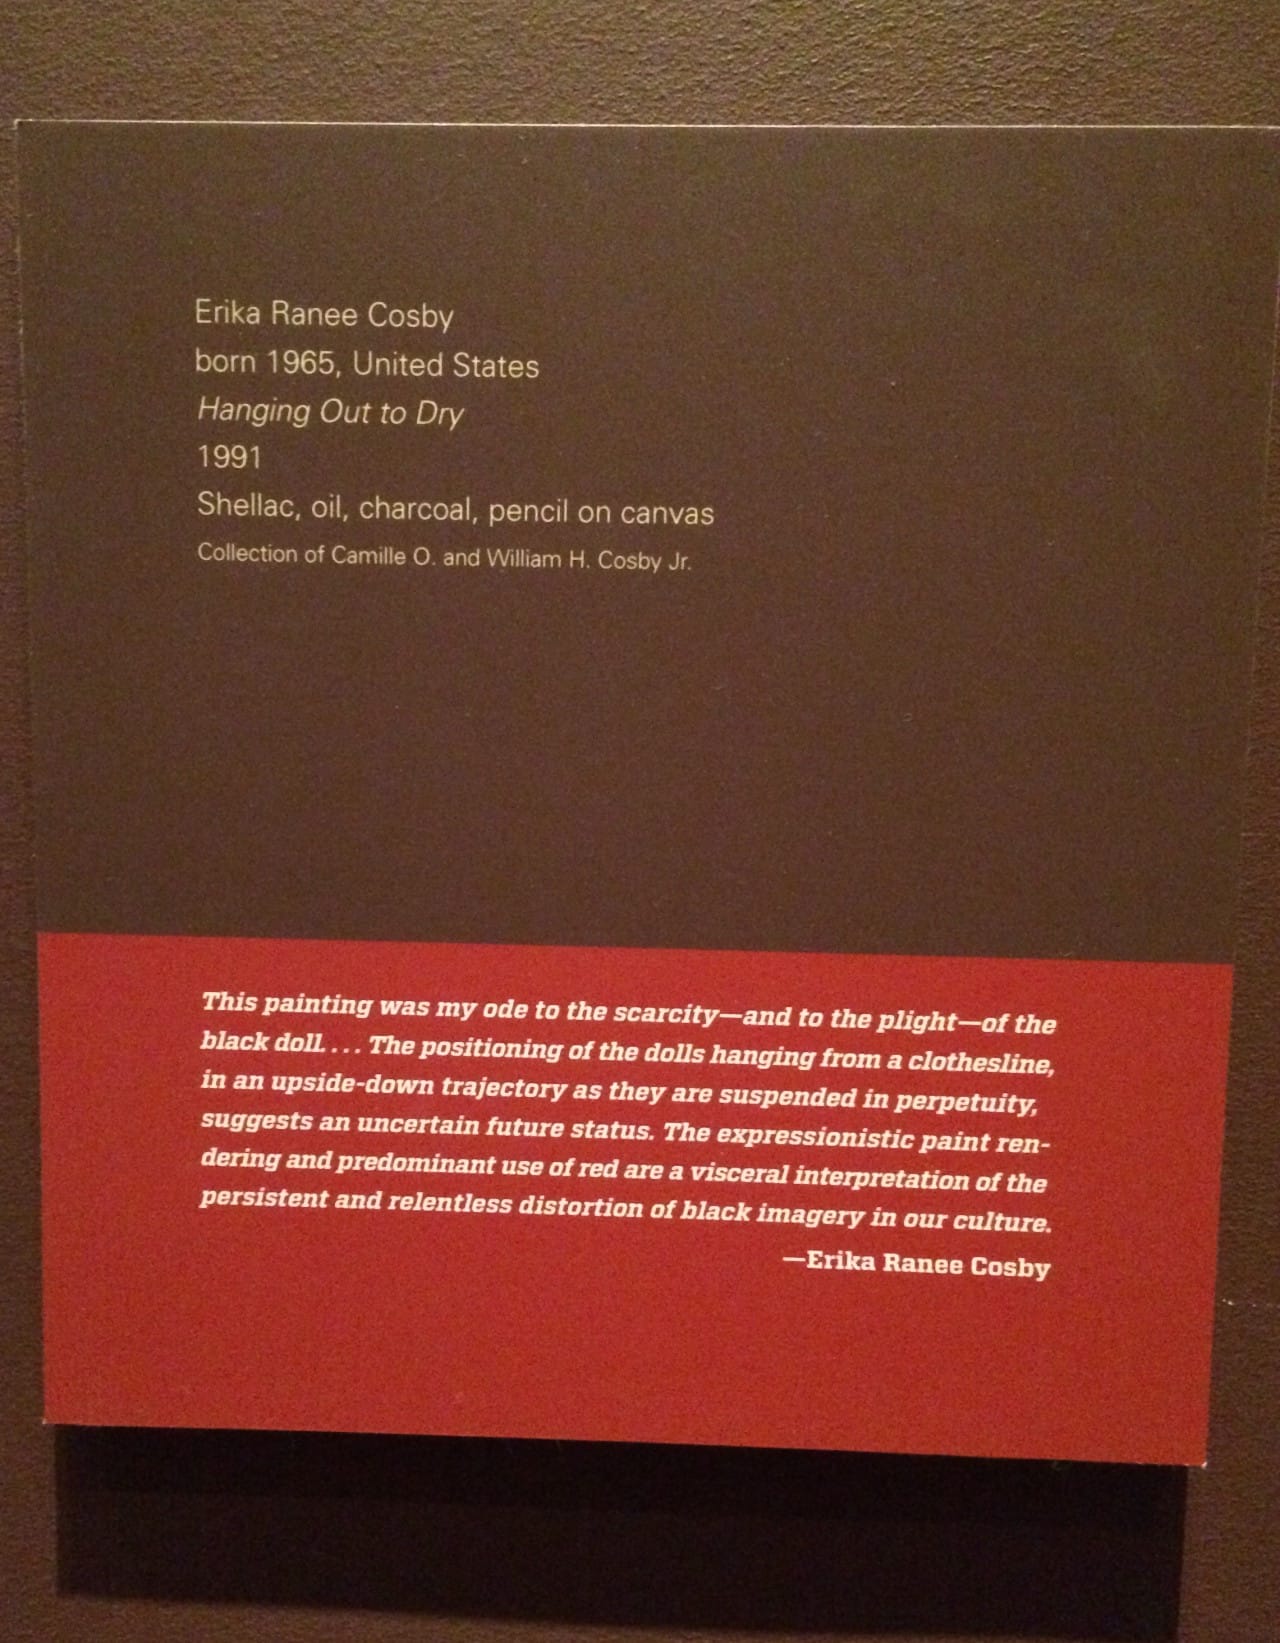 Erika Ranee Cosby
born 1965, United States
Hanging Out to Dry
1991
Shellac, oil, charcoal, pencil on canvas
Collection of Camille O. and William H. Cosby Jr.
This painting was my ode to the scarcity—and to the plight—of the
black doll. . . . The positioning of the dolls hanging from a clothesline,
in an upside-down trajectory as they are suspended in perpetuity,
suggests an uncertain future status. The expressionistic paint ren-
dering and predominant use of red are a visceral interpretation of the
persistent and relentless distortion of black imagery in our culture.
—Erika Ranee Cosby